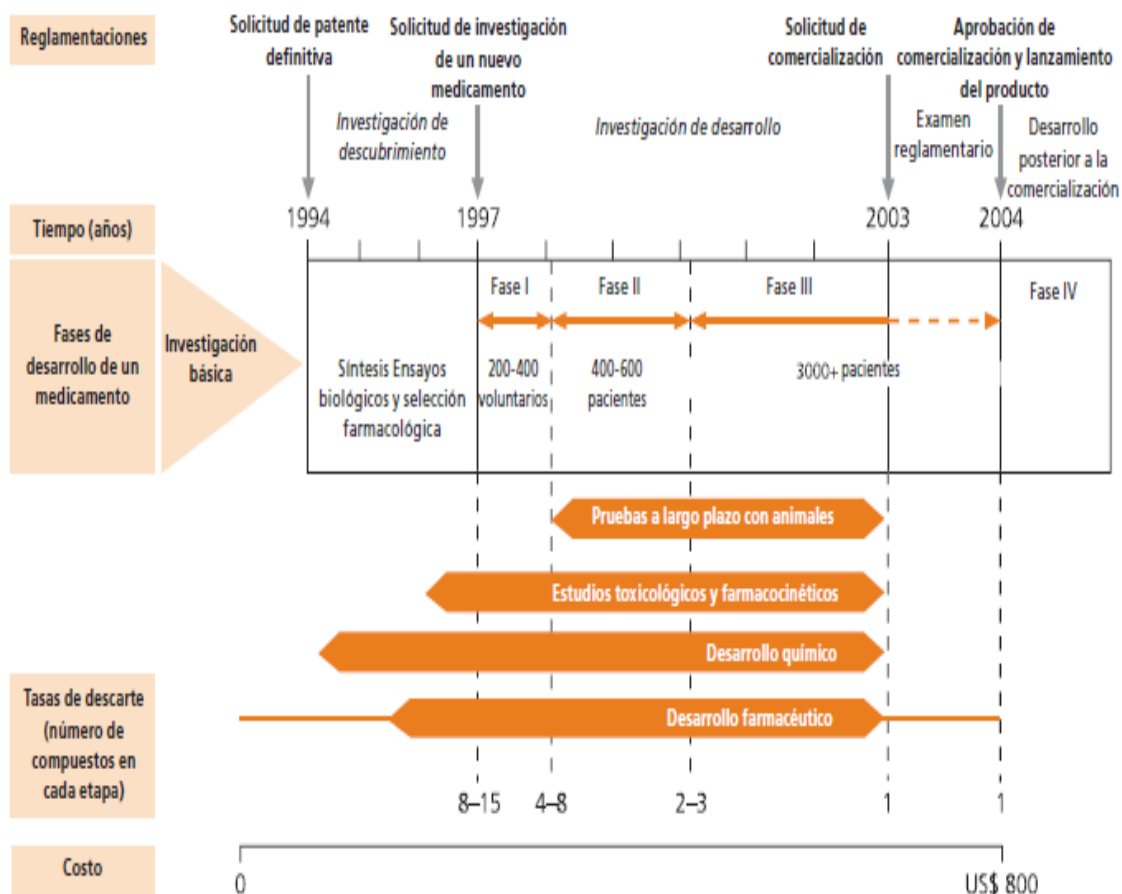 Reglamentaciones
Solicitud de patente
definitiva
Solicitud de investigación
de un nuevo
medicamento
Solicitud de
comercialización
Aprobación de
comercialización y lanzamiento
del producto
Investigación de
descubrimiento
Investigación de desarrollo
Examen
reglamentario
Desarrollo
posterior a la
comercialización
Tiempo (años)
1994
1997
2003
2004
Fases de
desarrollo de un
medicamento
Investigación
básica
Síntesis Ensayos
biológicos y selección
farmacológica
Fase I
200-400
voluntarios
Fase II
400-600
pacientes
Fase III
3000+ pacientes
Fase IV
Pruebas a largo plazo con animales
Estudios toxicológicos y farmacocinéticos
Desarrollo químico
Desarrollo farmacéutico
Tasas de descarte
(número de
compuestos en
cada etapa)
8–15
4–8
2–3
1
1
Costo
0
US$ 800